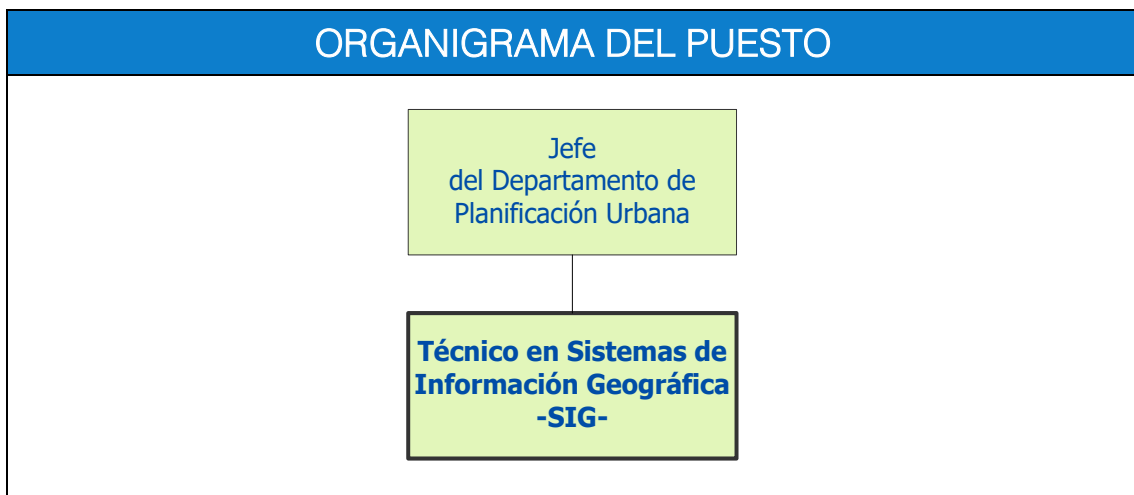 ORGANIGRAMA DEL PUESTO
Jefe
del Departamento de
Planificación Urbana
Técnico en Sistemas de
Información Geográfica
-SIG-